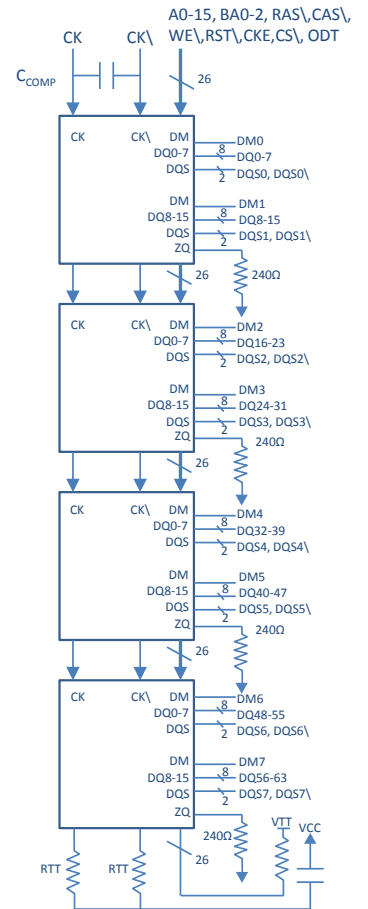 A0-15, BA0-2, RAS\,CAS\,
CK CK\ WE\,RST\,CKE,CS\, ODT
C_COMP
26
CK CK\ DM DM0
DQ0-7 8 DQ0-7
DQS 2 DQS0, DQS0\
DM DM1
DQ8-15 8 DQ8-15
DQS 2 DQS1, DQS1\
ZQ
26 240Ω
CK CK\ DM DM2
DQ0-7 8 DQ16-23
DQS 2 DQS2, DQS2\
DM DM3
DQ8-15 8 DQ24-31
DQS 2 DQS3, DQS3\
ZQ 240Ω
26
CK CK\ DM DM4
DQ0-7 8 DQ32-39
DQS 2 DQS4, DQS4\
DM DM5
DQ8-15 8 DQ40-47
DQS 2 DQS5, DQS5\
ZQ 240Ω
26
CK CK\ DM DM6
DQ0-7 8 DQ48-55
DQS 2 DQS6, DQS6\
DM DM7
DQ8-15 8 DQ56-63
DQS 2 DQS7, DQS7\
ZQ
240Ω VTT VCC
RTT RTT 26